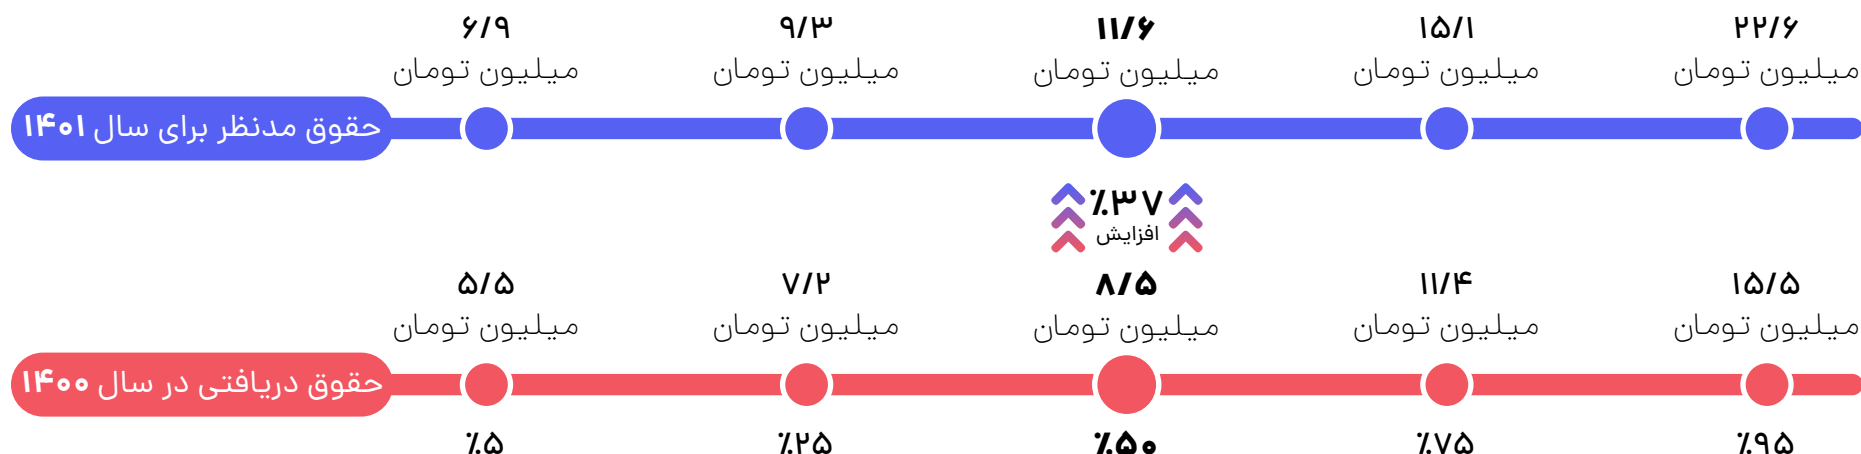 ۶/۹
میلیون تومان
۹/۳
میلیون تومان
۱۱/۶
میلیون تومان
۱۵/۱
میلیون تومان
۲۲/۶
میلیون تومان
حقوق مدنظر برای سال ۱۴۰۱
٪۳۷
افزایش
۵/۵
میلیون تومان
۷/۲
میلیون تومان
۸/۵
میلیون تومان
۱۱/۴
میلیون تومان
۱۵/۵
میلیون تومان
حقوق دریافتی در سال ۱۴۰۰
٪۵
٪۲۵
٪۵۰
٪۷۵
٪۹۵